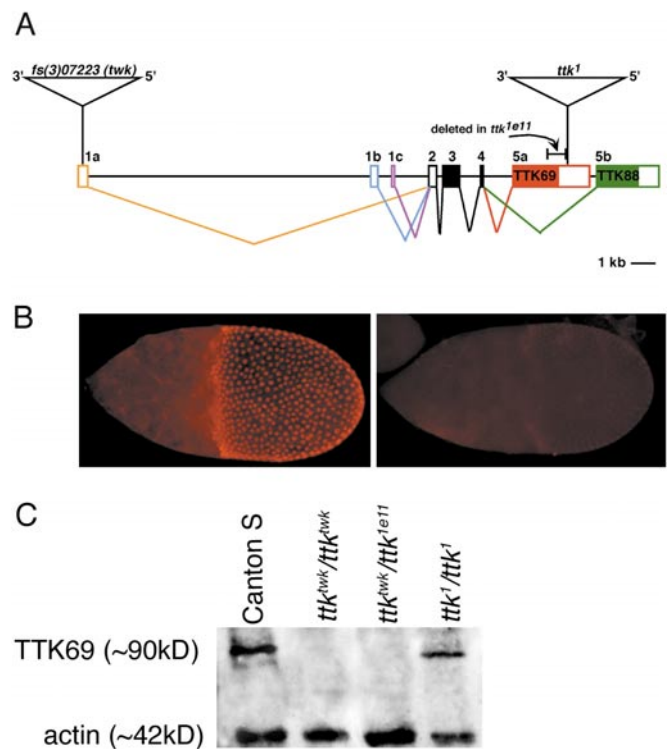 A
3' fs(3)07223 (twk) 5'
3' ttk1 5'
deleted in ttk1e11
1a 1b 1c 2 3 4 5a 5b
TTK69 TTK88
1 kb
B
C
Canton S
ttktwk/ttktwk
ttktwk/ttk1e11
ttk1/ttk1
TTK69 (~90kD)
actin (~42kD)